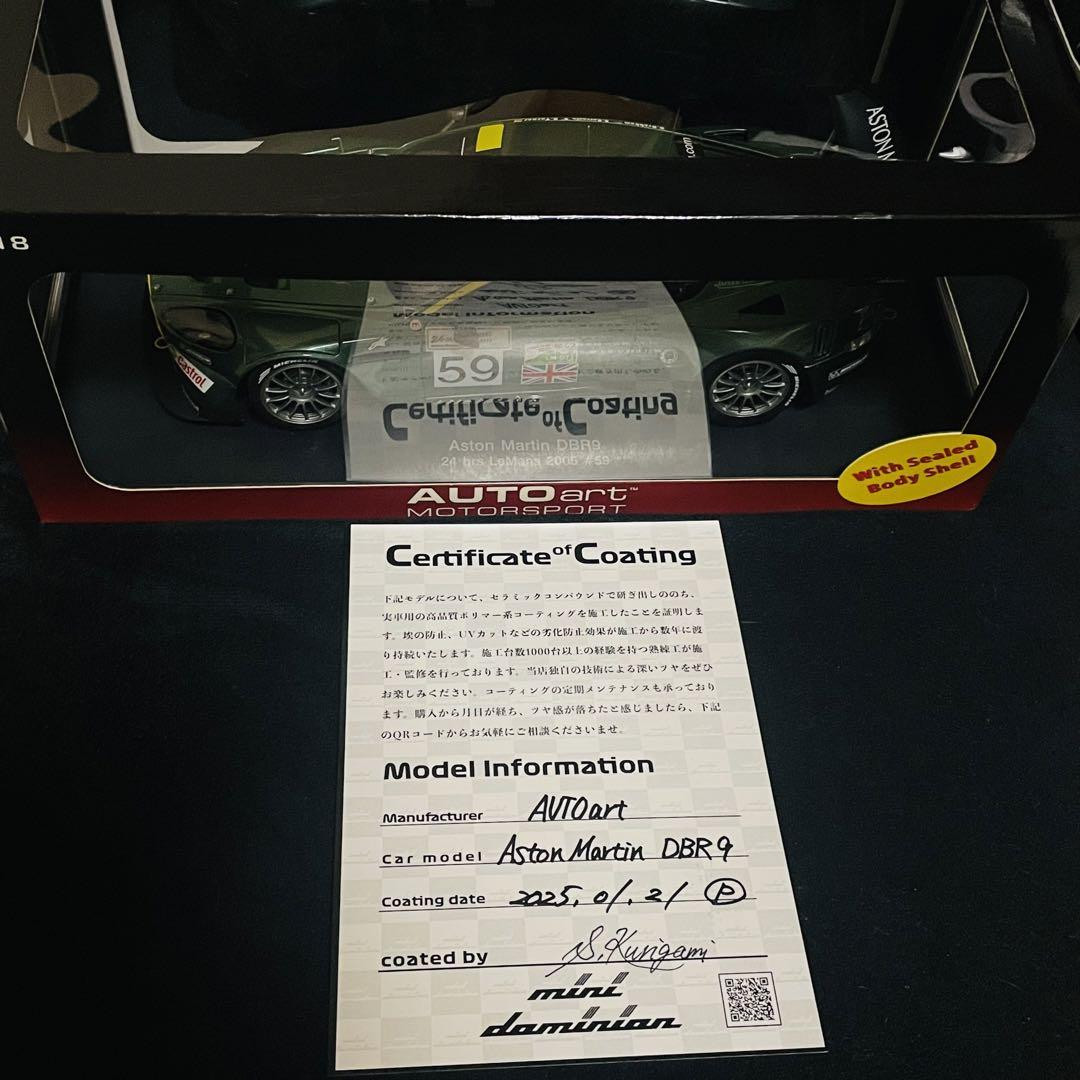 ASTON M
.com
18
Castrol
MICHELIN
59
Certificate of Coating
Aston Martin DBR9
24 hrs LeMans 2005 #59
With Sealed
Body Shell
AUTOart™
MOTORSPORT
Certificate of Coating
下記モデルについて、セラミックコンパウンドで研ぎ出しののち、
実車用の高品質ポリマー系コーティングを施工したことを証明しま
す。埃の防止、UVカットなどの劣化防止効果が施工から数年に渡
り持続いたします。施工台数1000台以上の経験を持つ熟練工が施
工・監修を行っております。当店独自の技術による深いツヤをぜひ
お楽しみください。コーティングの定期メンテナンスも承っており
ます。購入から月日が経ち、ツヤ感が落ちたと感じましたら、下記
のQRコードからお気軽にご相談くださいませ。
Model Information
Manufacturer AUTOart
Car model Aston Martin DBR9
Coating date 2025.01.21 Ⓟ
coated by S.Kurigami
mini
daminian